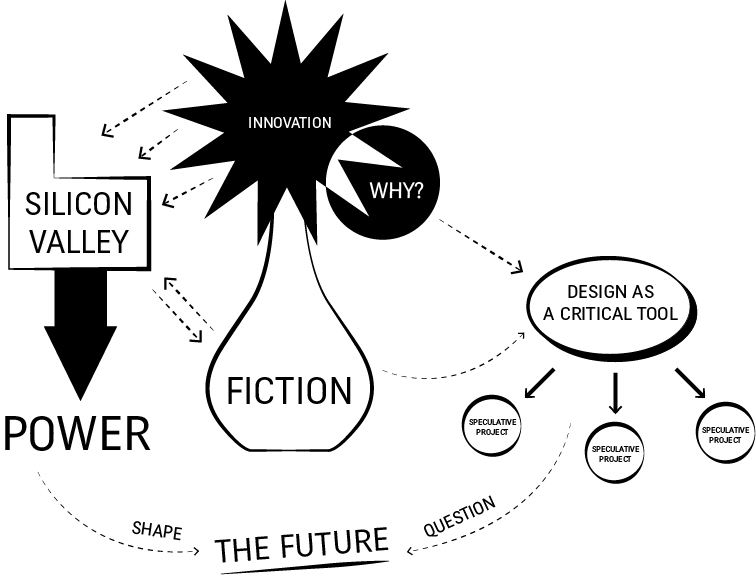 INNOVATION
WHY?
SILICON
VALLEY
DESIGN AS
A CRITICAL TOOL
FICTION
POWER
SPECULATIVE
PROJECT
SPECULATIVE
PROJECT
SPECULATIVE
PROJECT
SHAPE
THE FUTURE
QUESTION